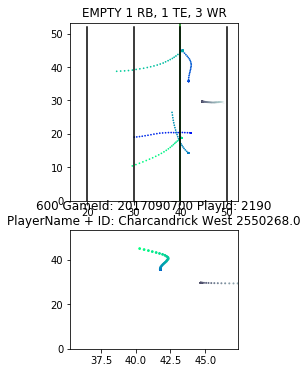 EMPTY 1 RB, 1 TE, 3 WR
50
40
30
20
10
0
20 30 40 50
600 GameId: 2017090700 PlayId: 2190
PlayerName + ID: Charcandrick West 2550268.0
40
20
0
37.5 40.0 42.5 45.0